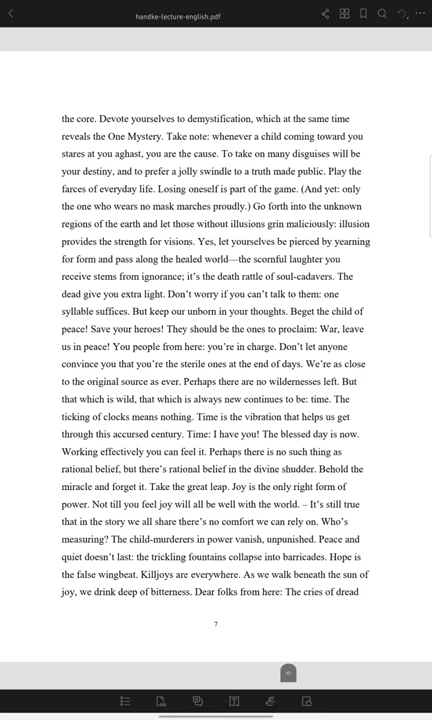 handke-lecture-english.pdf
the core. Devote yourselves to demystification, which at the same time
reveals the One Mystery. Take note: whenever a child coming toward you
stares at you aghast, you are the cause. To take on many disguises will be
your destiny, and to prefer a jolly swindle to a truth made public. Play the
farces of everyday life. Losing oneself is part of the game. (And yet: only
the one who wears no mask marches proudly.) Go forth into the unknown
regions of the earth and let those without illusions grin maliciously: illusion
provides the strength for visions. Yes, let yourselves be pierced by yearning
for form and pass along the healed world—the scornful laughter you
receive stems from ignorance; it’s the death rattle of soul-cadavers. The
dead give you extra light. Don’t worry if you can’t talk to them: one
syllable suffices. But keep our unborn in your thoughts. Beget the child of
peace! Save your heroes! They should be the ones to proclaim: War, leave
us in peace! You people from here: you’re in charge. Don’t let anyone
convince you that you’re the sterile ones at the end of days. We’re as close
to the original source as ever. Perhaps there are no wildernesses left. But
that which is wild, that which is always new continues to be: time. The
ticking of clocks means nothing. Time is the vibration that helps us get
through this accursed century. Time: I have you! The blessed day is now.
Working effectively you can feel it. Perhaps there is no such thing as
rational belief, but there’s rational belief in the divine shudder. Behold the
miracle and forget it. Take the great leap. Joy is the only right form of
power. Not till you feel joy will all be well with the world. – It’s still true
that in the story we all share there’s no comfort we can rely on. Who’s
measuring? The child-murderers in power vanish, unpunished. Peace and
quiet doesn’t last: the trickling fountains collapse into barricades. Hope is
the false wingbeat. Killjoys are everywhere. As we walk beneath the sun of
joy, we drink deep of bitterness. Dear folks from here: The cries of dread
7